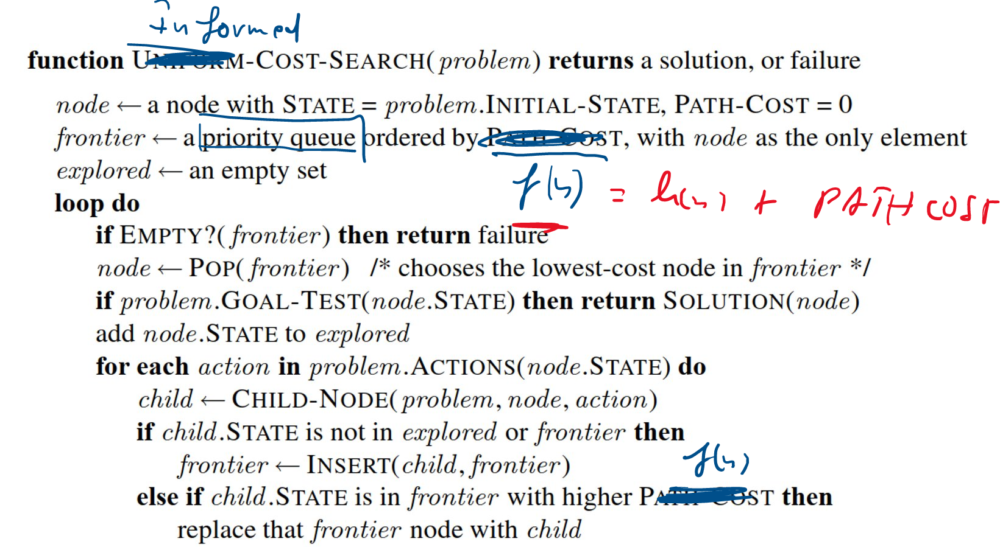 Informed
function UNIFORM-COST-SEARCH(problem) returns a solution, or failure
node ← a node with STATE = problem.INITIAL-STATE, PATH-COST = 0
frontier ← a priority queue ordered by PATH-COST, with node as the only element
explored ← an empty set
f(n) = h(n) + PATH COST
loop do
if EMPTY?(frontier) then return failure
node ← POP(frontier) /* chooses the lowest-cost node in frontier */
if problem.GOAL-TEST(node.STATE) then return SOLUTION(node)
add node.STATE to explored
for each action in problem.ACTIONS(node.STATE) do
child ← CHILD-NODE(problem, node, action)
if child.STATE is not in explored or frontier then
frontier ← INSERT(child, frontier)
f(n)
else if child.STATE is in frontier with higher PATH-COST then
replace that frontier node with child